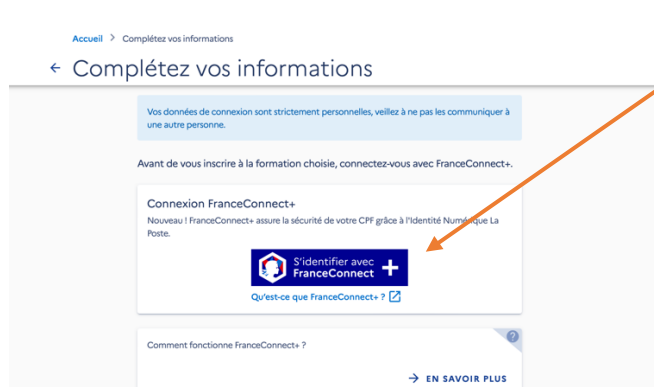 Accueil > Complétez vos informations
← Complétez vos informations
Vos données de connexion sont strictement personnelles, veillez à ne pas les communiquer à
une autre personne.
Avant de vous inscrire à la formation choisie, connectez-vous avec FranceConnect+.
Connexion FranceConnect+
Nouveau ! FranceConnect+ assure la sécurité de votre CPF grâce à l'Identité Numérique La
Poste.
S'identifier avec
FranceConnect +
Qu'est-ce que FranceConnect+ ?
Comment fonctionne FranceConnect+ ?
?
→ EN SAVOIR PLUS